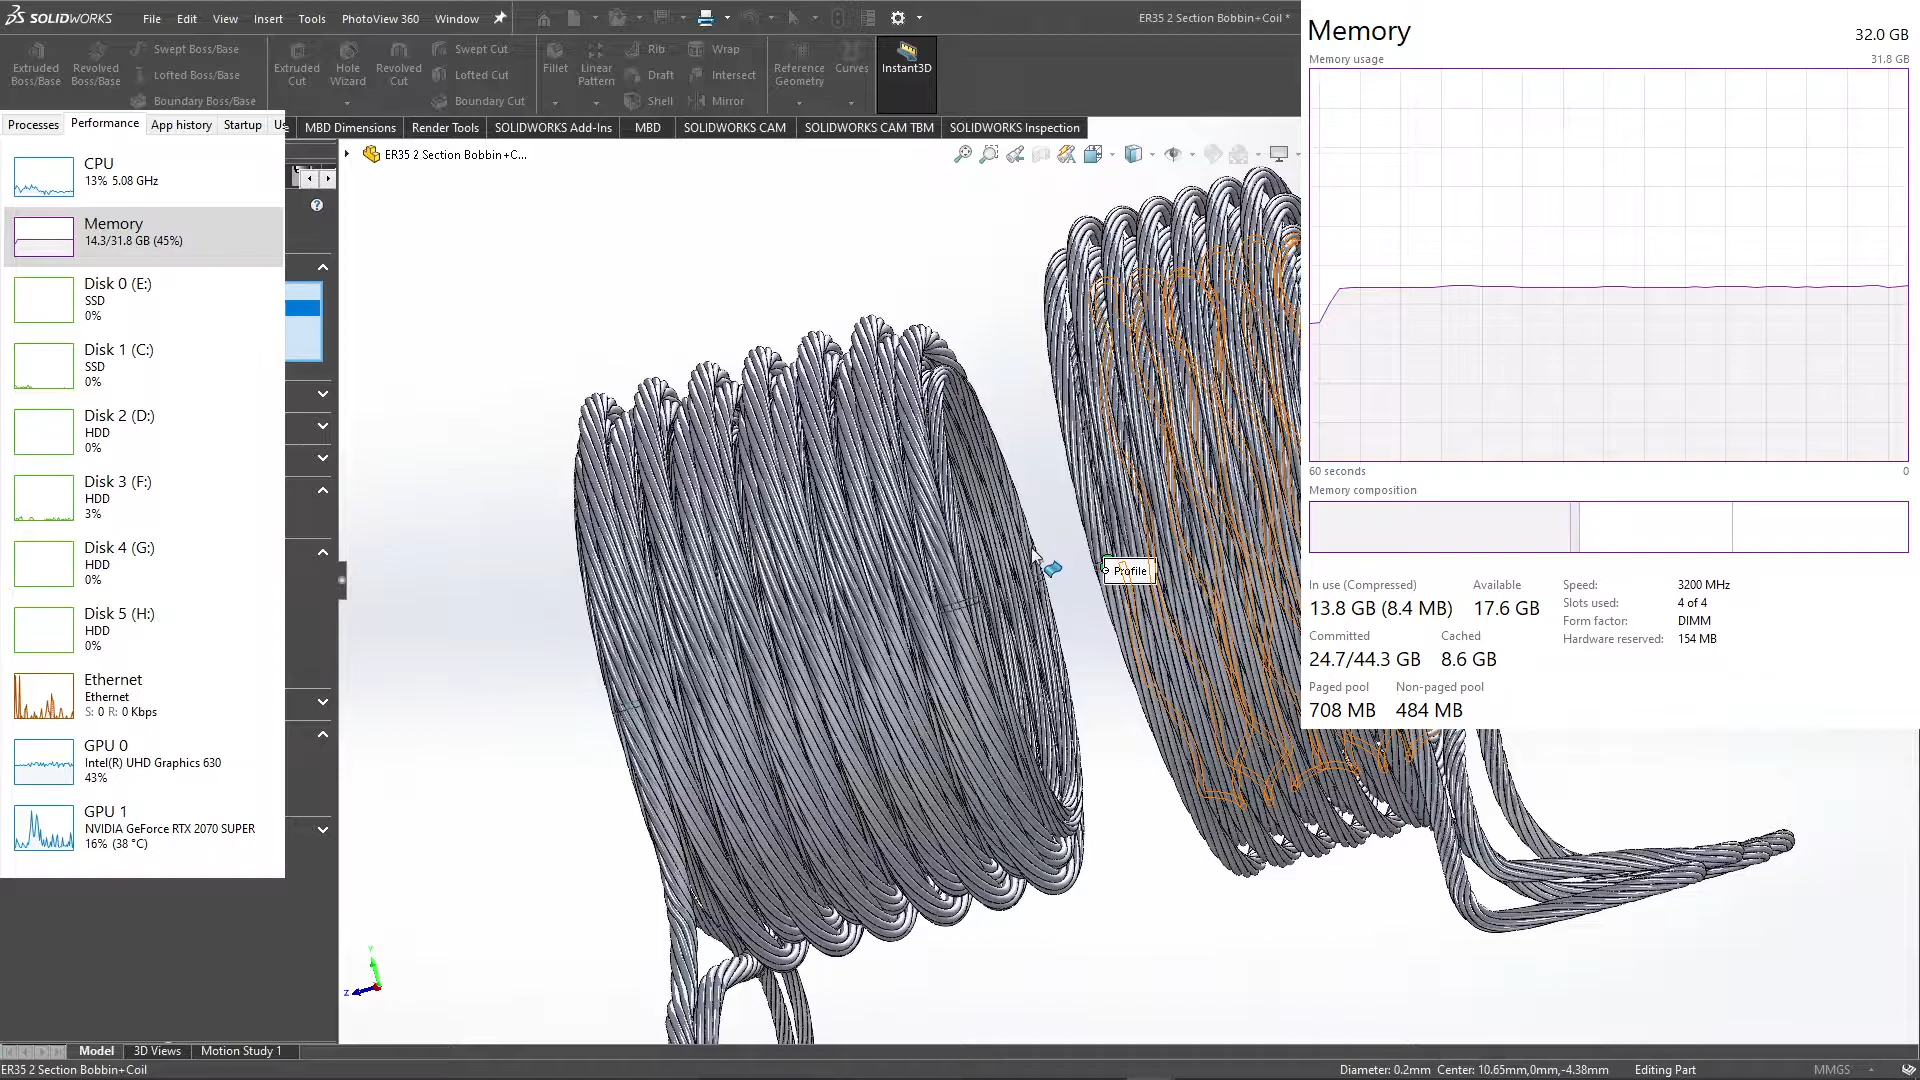 SOLIDWORKS
File Edit View Insert Tools PhotoView 360 Window
ER35 2 Section Bobbin+Coil *
Extruded Boss/Base
Revolved Boss/Base
Swept Boss/Base
Lofted Boss/Base
Boundary Boss/Base
Extruded Cut
Hole Wizard
Revolved Cut
Swept Cut
Lofted Cut
Boundary Cut
Fillet
Linear Pattern
Rib
Draft
Shell
Wrap
Intersect
Mirror
Reference Geometry
Curves
Instant3D
MBD Dimensions Render Tools SOLIDWORKS Add-Ins MBD SOLIDWORKS CAM SOLIDWORKS CAM TBM SOLIDWORKS Inspection
ER35 2 Section Bobbin+C...
Processes Performance App history Startup Us
CPU
13% 5.08 GHz
Memory
14.3/31.8 GB (45%)
Disk 0 (E:)
SSD
0%
Disk 1 (C:)
SSD
0%
Disk 2 (D:)
HDD
0%
Disk 3 (F:)
HDD
3%
Disk 4 (G:)
HDD
0%
Disk 5 (H:)
HDD
0%
Ethernet
Ethernet
S: 0 R: 0 Kbps
GPU 0
Intel(R) UHD Graphics 630
43%
GPU 1
NVIDIA GeForce RTX 2070 SUPER
16% (38 °C)
Profile
Y
Z
Memory
32.0 GB
Memory usage
31.8 GB
60 seconds
0
Memory composition
In use (Compressed)
13.8 GB (8.4 MB)
Available
17.6 GB
Committed
24.7/44.3 GB
Cached
8.6 GB
Paged pool
708 MB
Non-paged pool
484 MB
Speed: 3200 MHz
Slots used: 4 of 4
Form factor: DIMM
Hardware reserved: 154 MB
Model 3D Views Motion Study 1
ER35 2 Section Bobbin+Coil
Diameter: 0.2mm Center: 10.65mm,0mm,-4.38mm Editing Part MMGS